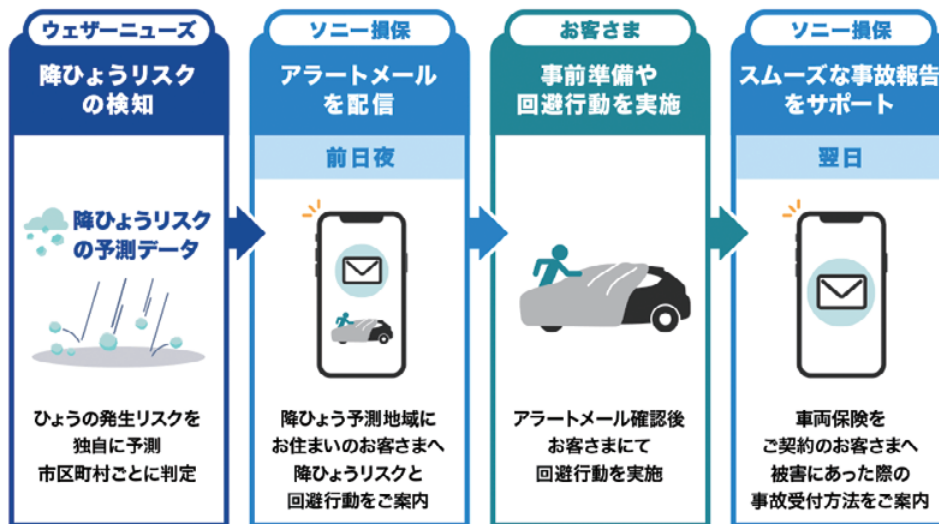 ウェザーニューズ
降ひょうリスク
の検知
降ひょうリスク
の予測データ
ひょうの発生リスクを
独自に予測
市区町村ごとに判定
ソニー損保
アラートメール
を配信
前日夜
降ひょう予測地域に
お住まいのお客さまへ
降ひょうリスクと
回避行動をご案内
お客さま
事前準備や
回避行動を実施
アラートメール確認後
お客さまにて
回避行動を実施
ソニー損保
スムーズな事故報告
をサポート
翌日
車両保険を
ご契約のお客さまへ
被害にあった際の
事故受付方法をご案内